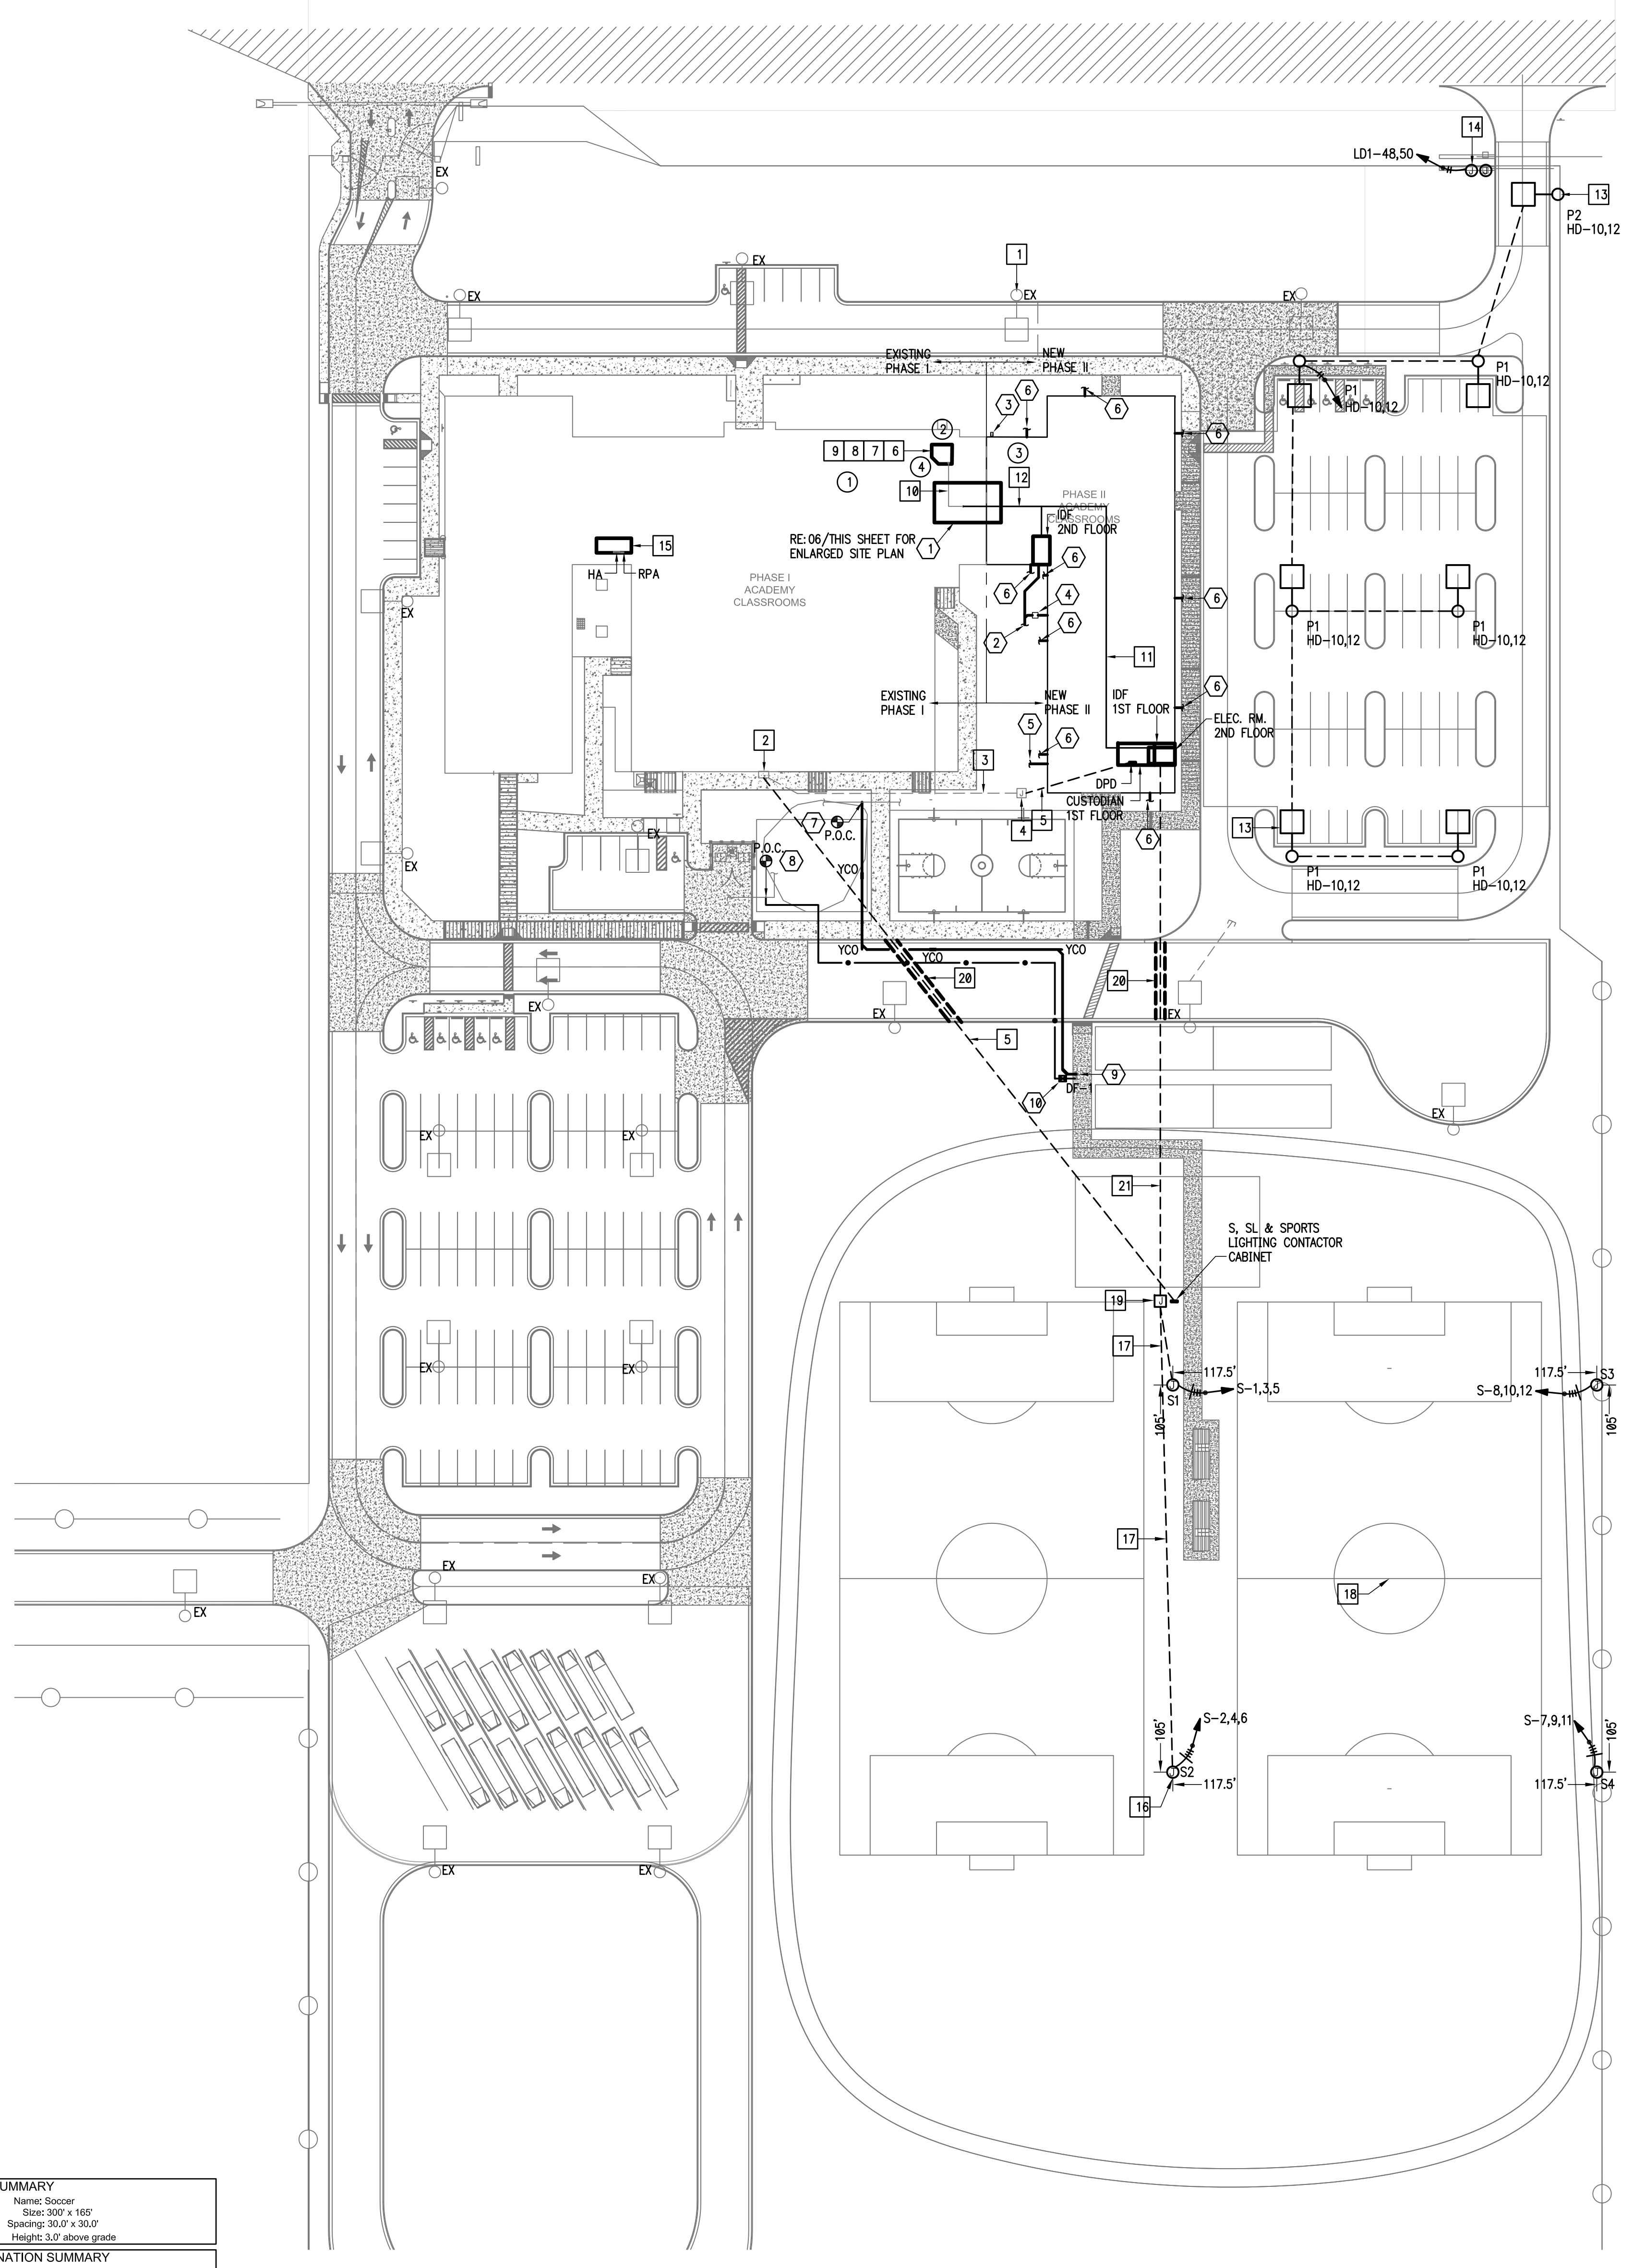 14
LD1-48,50
13
P2
HD-10,12
EX
EX
1
EX
EX
EX
EXISTING
PHASE I
NEW
PHASE II
P1
HD-10,12
P1
HD-10,12
6
3
6
6
2
9 8 7 6
3
4
12
1
10
PHASE II
ACADEMY
CLASSROOMS
IDF
2ND FLOOR
RE:06/THIS SHEET FOR
ENLARGED SITE PLAN
1
15
HA
RPA
6
PHASE I
ACADEMY
CLASSROOMS
6
4
6
EX
6
2
P1
HD-10,12
P1
HD-10,12
11
EXISTING
PHASE I
NEW
PHASE II
IDF
1ST FLOOR
6
ELEC. RM.
2ND FLOOR
5
2
6
3
DPD
CUSTODIAN
1ST FLOOR
4
5
7
P.O.C.
6
13
EX
P.O.C.
8
EX
YCO
P1
HD-10,12
P1
HD-10,12
YCO
YCO
YCO
20
20
EX
EX
EX
5
9
DF-1
10
EX
EX
EX
21
S, SL & SPORTS
LIGHTING CONTACTOR
CABINET
19
17
EX
EX
117.5'
S-1,3,5
S1
105'
117.5'
S3
S-8,10,12
105'
17
EX
EX
18
EX
S-2,4,6
105'
S2
117.5'
16
S-7,9,11
105'
117.5'
S4
EX
EX
UMMARY
Name: Soccer
Size: 300' x 165'
Spacing: 30.0' x 30.0'
Height: 3.0' above grade
NATION SUMMARY